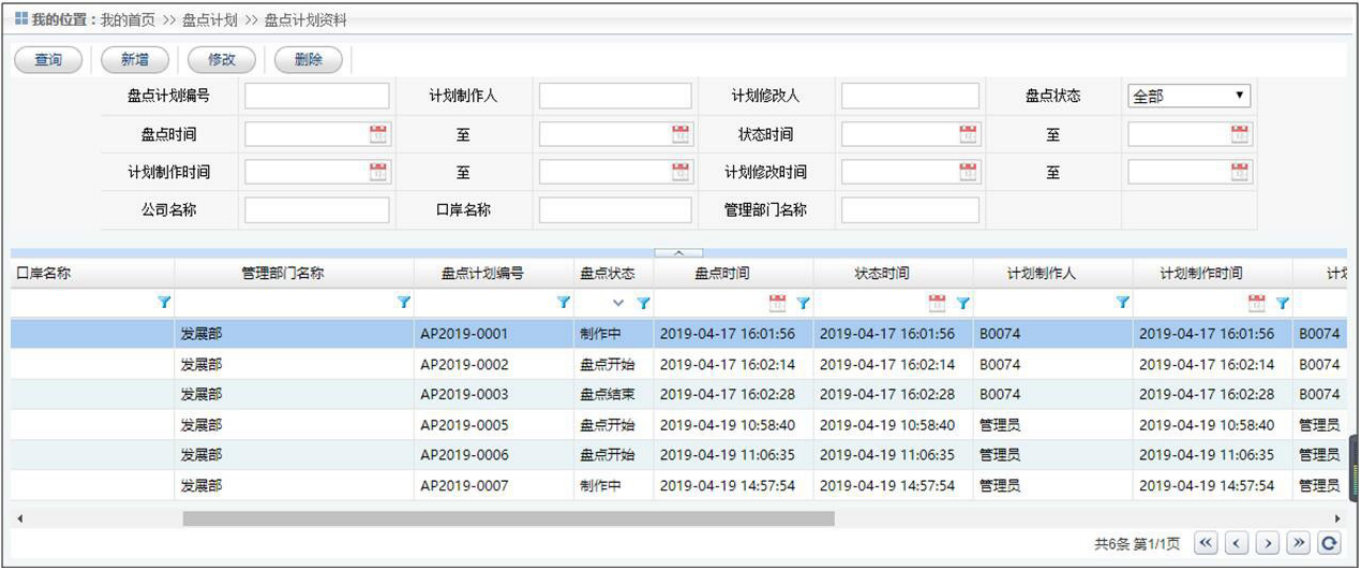 我的位置：我的首页 >> 盘点计划 >> 盘点计划资料
查询 新增 修改 删除
盘点计划编号 计划制作人 计划修改人 盘点状态 全部
盘点时间 至 状态时间 至
计划制作时间 至 计划修改时间 至
公司名称 口岸名称 管理部门名称
口岸名称 管理部门名称 盘点计划编号 盘点状态 盘点时间 状态时间 计划制作人 计划制作时间
发展部 AP2019-0001 制作中 2019-04-17 16:01:56 2019-04-17 16:01:56 B0074 2019-04-17 16:01:56 B0074
发展部 AP2019-0002 盘点开始 2019-04-17 16:02:14 2019-04-17 16:02:14 B0074 2019-04-17 16:02:14 B0074
发展部 AP2019-0003 盘点结束 2019-04-17 16:02:28 2019-04-17 16:02:28 B0074 2019-04-17 16:02:28 B0074
发展部 AP2019-0005 盘点开始 2019-04-19 10:58:40 2019-04-19 10:58:40 管理员 2019-04-19 10:58:40 管理员
发展部 AP2019-0006 盘点开始 2019-04-19 11:06:35 2019-04-19 11:06:35 管理员 2019-04-19 11:06:35 管理员
发展部 AP2019-0007 制作中 2019-04-19 14:57:54 2019-04-19 14:57:54 管理员 2019-04-19 14:57:54 管理员
共6条 第1/1页